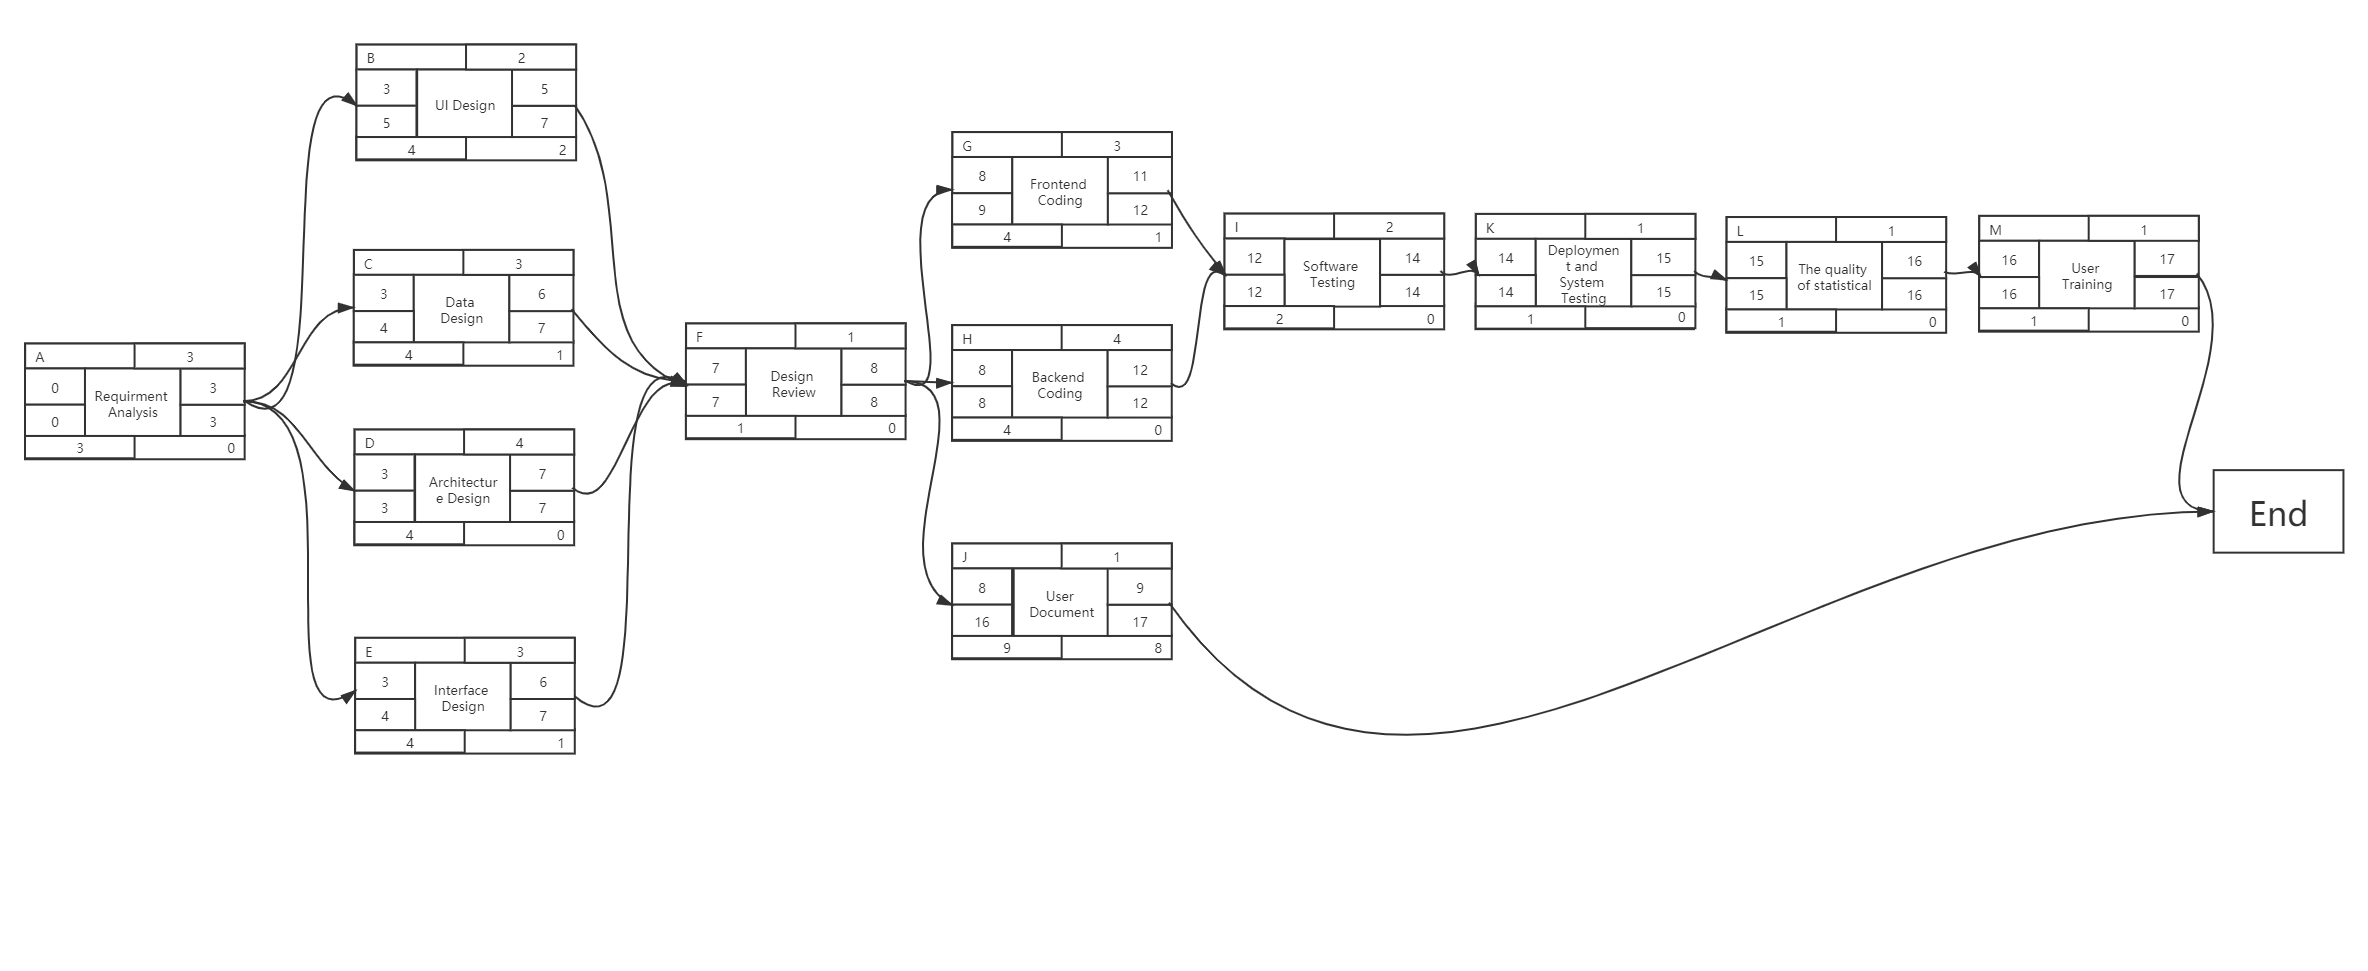 B 2
3 5
UI Design
5 7
4 2
G 3
8 11
Frontend
Coding
9 12
4 1
C 3
3 6
Data
Design
4 7
4 1
I 2
12 14
Software
Testing
12 14
2 0
K 1
14 15
Deploymen
t and
System
Testing
14 15
1 0
L 1
15 16
The quality
of statistical
15 16
1 0
M 1
16 17
User
Training
16 17
1 0
A 3
0 3
Requirment
Analysis
0 3
3 0
F 1
7 8
Design
Review
7 8
1 0
H 4
8 12
Backend
Coding
8 12
4 0
D 4
3 7
Architectur
e Design
3 7
4 0
End
J 1
8 9
User
Document
16 17
9 8
E 3
3 6
Interface
Design
4 7
4 1